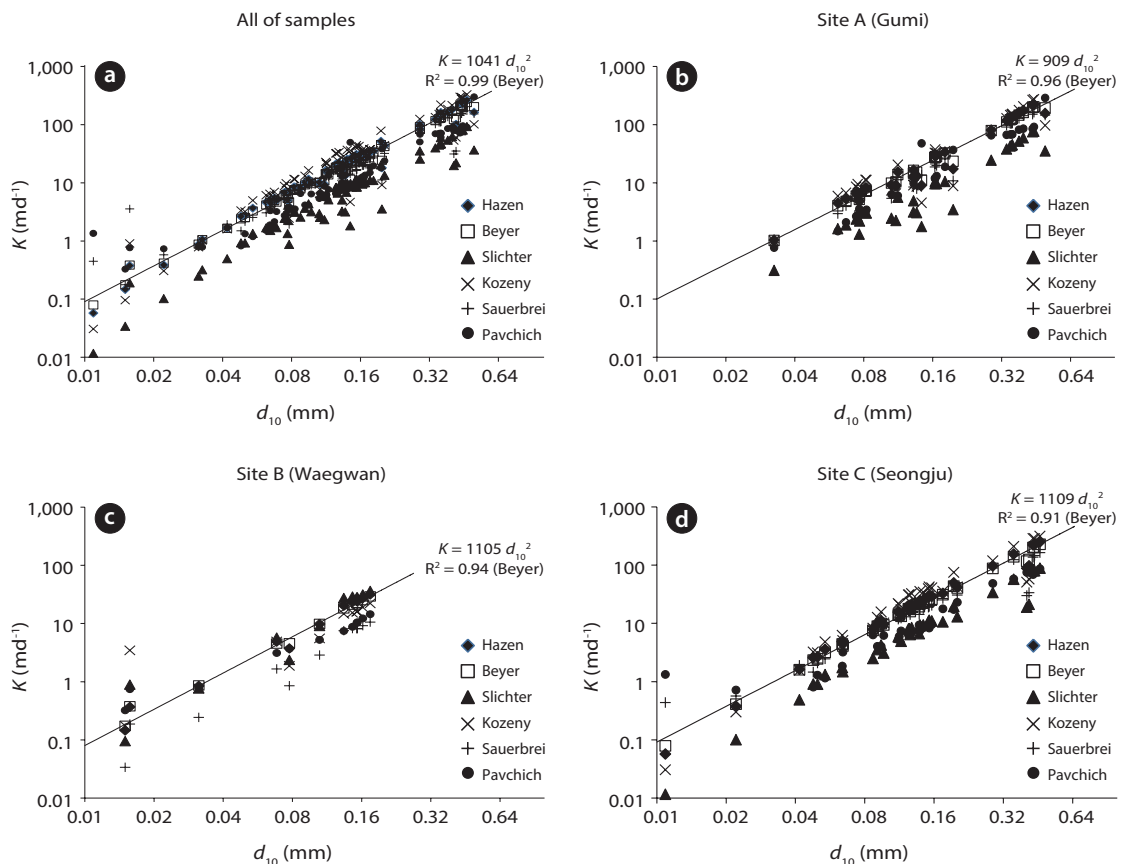 All of samples
a
K = 1041 d10²
R² = 0.99 (Beyer)
1,000
100
10
1
0.1
0.01
K (md⁻¹)
Hazen
Beyer
Slichter
Kozeny
Sauerbrei
Pavchich
0.01 0.02 0.04 0.08 0.16 0.32 0.64
d10 (mm)
Site A (Gumi)
b
K = 909 d10²
R² = 0.96 (Beyer)
1,000
100
10
1
0.1
0.01
K (md⁻¹)
Hazen
Beyer
Slichter
Kozeny
Sauerbrei
Pavchich
0.01 0.02 0.04 0.08 0.16 0.32 0.64
d10 (mm)
Site B (Waegwan)
c
K = 1105 d10²
R² = 0.94 (Beyer)
1,000
100
10
1
0.1
0.01
K (md⁻¹)
Hazen
Beyer
Slichter
Kozeny
Sauerbrei
Pavchich
0.01 0.02 0.04 0.08 0.16 0.32 0.64
d10 (mm)
Site C (Seongju)
d
K = 1109 d10²
R² = 0.91 (Beyer)
1,000
100
10
1
0.1
0.01
K (md⁻¹)
Hazen
Beyer
Slichter
Kozeny
Sauerbrei
Pavchich
0.01 0.02 0.04 0.08 0.16 0.32 0.64
d10 (mm)